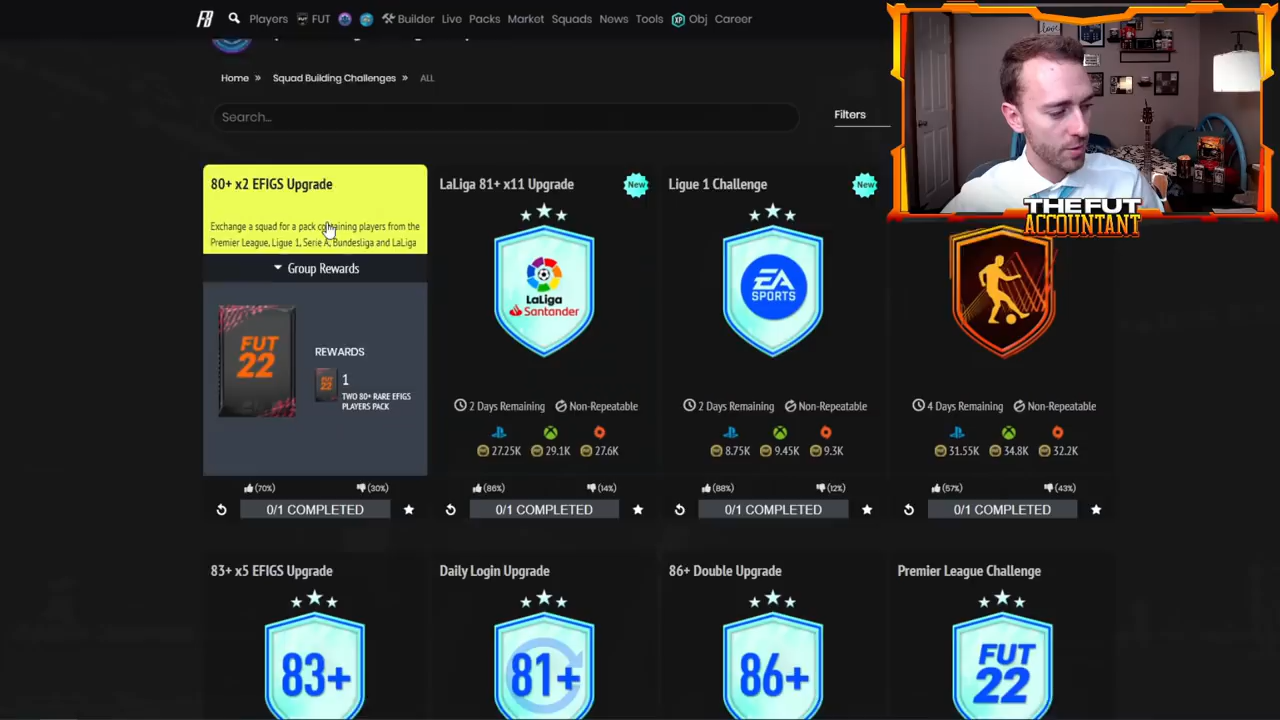 FB Players FUT Builder Live Packs Market Squads News Tools XP Obj Career
Home » Squad Building Challenges » ALL
Search...
Filters
THE FUT
ACCOUNTANT
80+ x2 EFIGS Upgrade
Exchange a squad for a pack containing players from the
Premier League, Ligue 1, Serie A, Bundesliga and LaLiga
Group Rewards
FUT
22
REWARDS
FUT
22
1
TWO 80+ RARE EFIGS
PLAYERS PACK
(70%) (30%)
0/1 COMPLETED
LaLiga 81+ x11 Upgrade
New
LaLiga
Santander
2 Days Remaining Non-Repeatable
27.25K 29.1K 27.6K
(86%) (14%)
0/1 COMPLETED
Ligue 1 Challenge
New
EA
SPORTS
2 Days Remaining Non-Repeatable
8.75K 9.45K 9.3K
(88%) (12%)
0/1 COMPLETED
4 Days Remaining Non-Repeatable
31.55K 34.8K 32.2K
(57%) (43%)
0/1 COMPLETED
83+ x5 EFIGS Upgrade
83+
Daily Login Upgrade
81+
86+ Double Upgrade
86+
Premier League Challenge
FUT
22